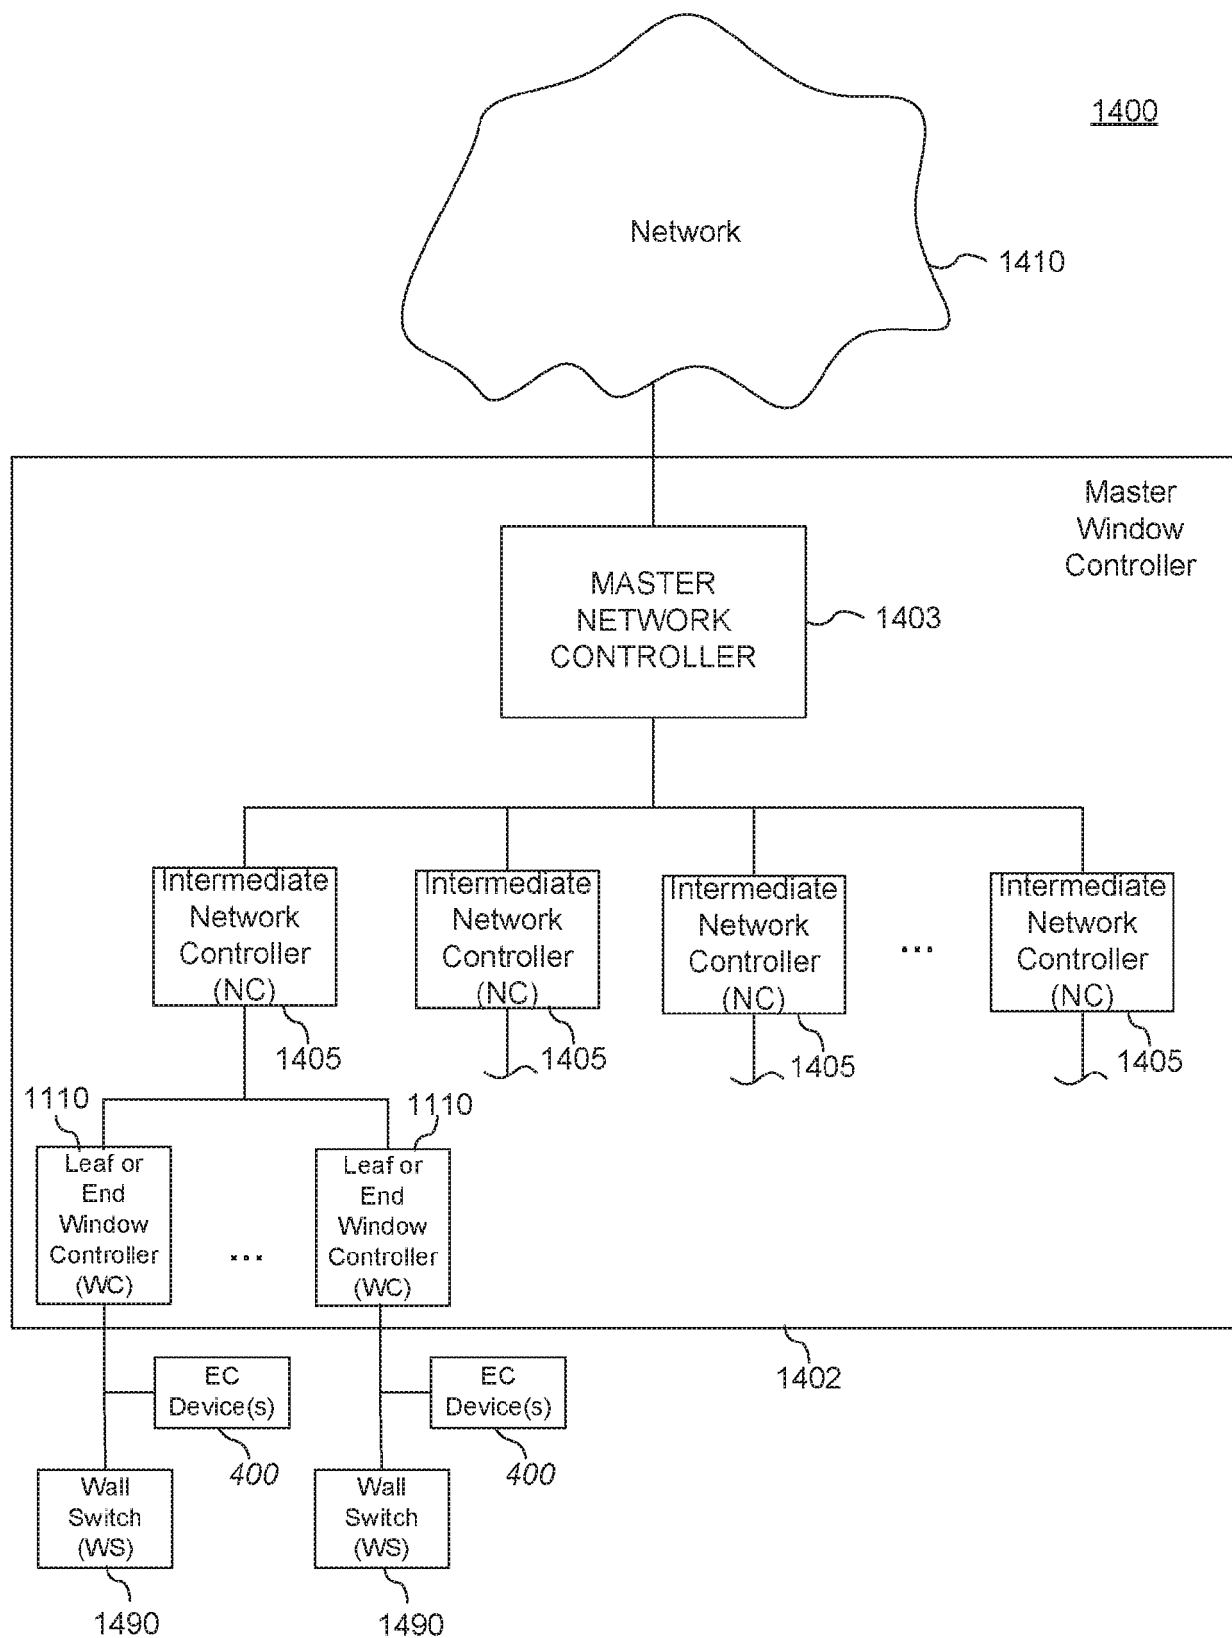 1400
Network
1410
Master
Window
Controller
MASTER
NETWORK
CONTROLLER
1403
Intermediate
Network
Controller
(NC)
1405
Intermediate
Network
Controller
(NC)
1405
Intermediate
Network
Controller
(NC)
1405
...
Intermediate
Network
Controller
(NC)
1405
1110
Leaf or
End
Window
Controller
(WC)
...
1110
Leaf or
End
Window
Controller
(WC)
1402
EC
Device(s)
400
EC
Device(s)
400
Wall
Switch
(WS)
1490
Wall
Switch
(WS)
1490